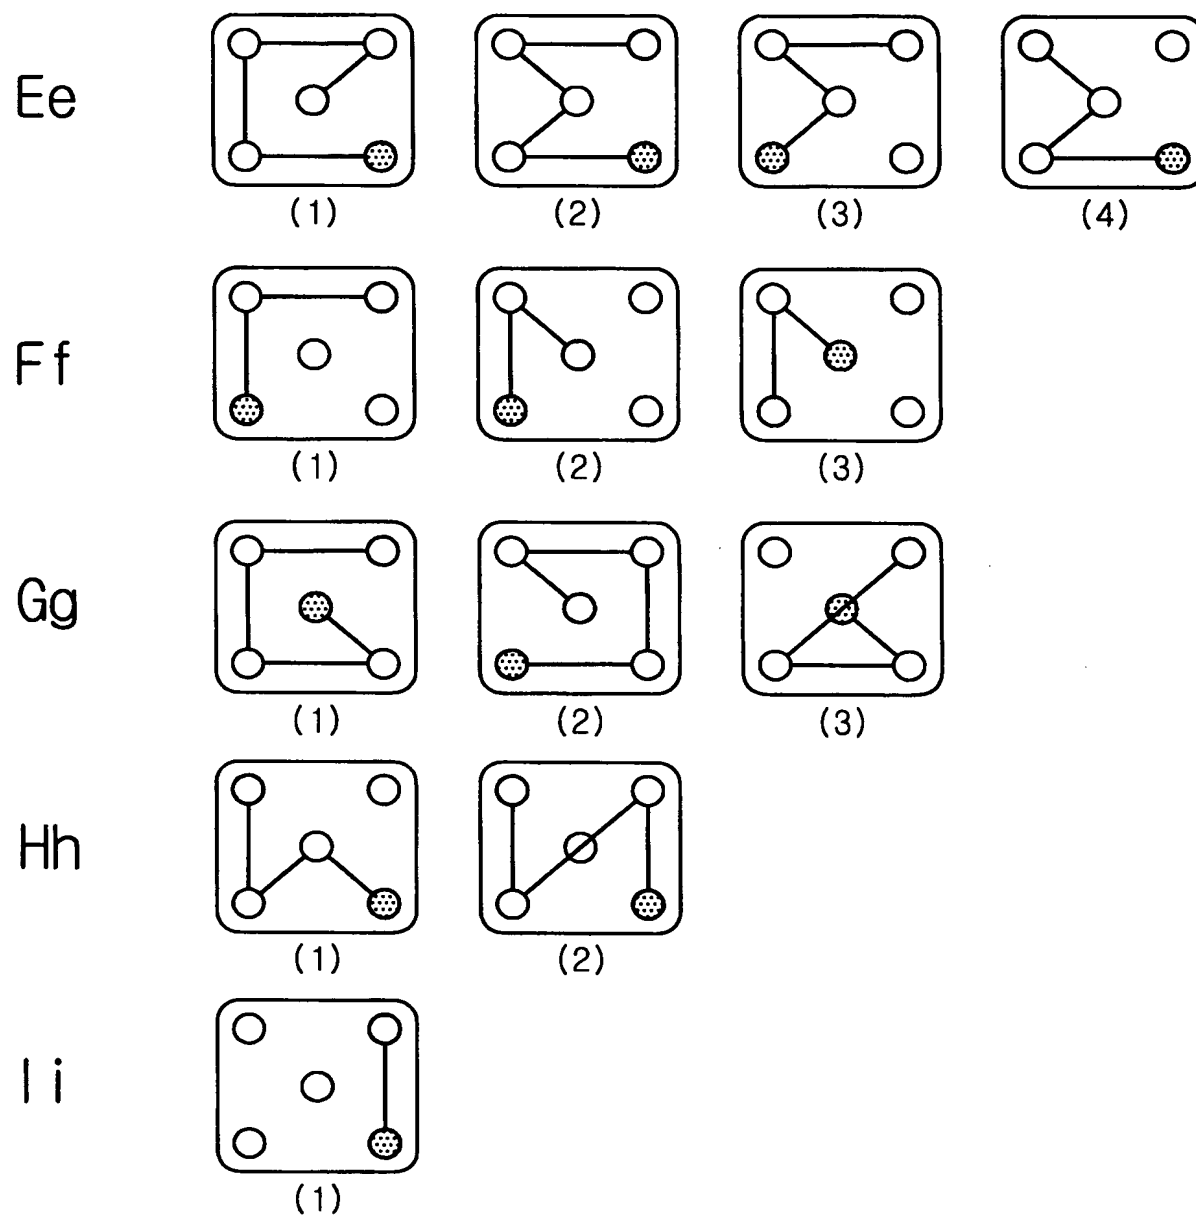 Ee
(1) (2) (3) (4)
Ff
(1) (2) (3)
Gg
(1) (2) (3)
Hh
(1) (2)
Ii
(1)